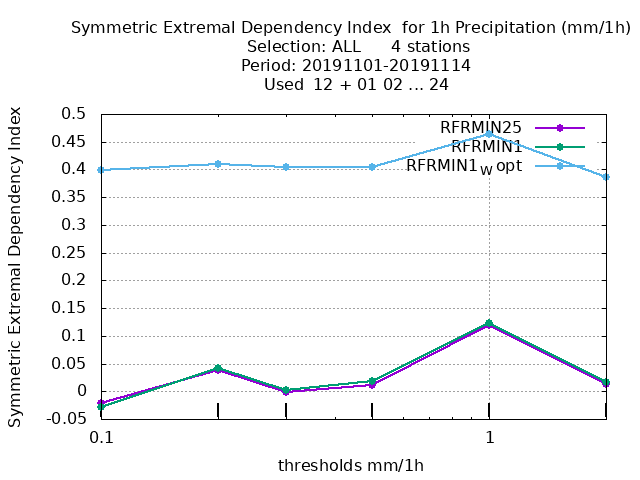 Symmetric Extremal Dependency Index for 1h Precipitation (mm/1h)
Selection: ALL 4 stations
Period: 20191101-20191114
Used 12 + 01 02 ... 24
Symmetric Extremal Dependency Index
0.5
0.45
0.4
0.35
0.3
0.25
0.2
0.15
0.1
0.05
0
-0.05
RFRMIN25
RFRMIN1
RFRMIN1W opt
0.1
1
thresholds mm/1h